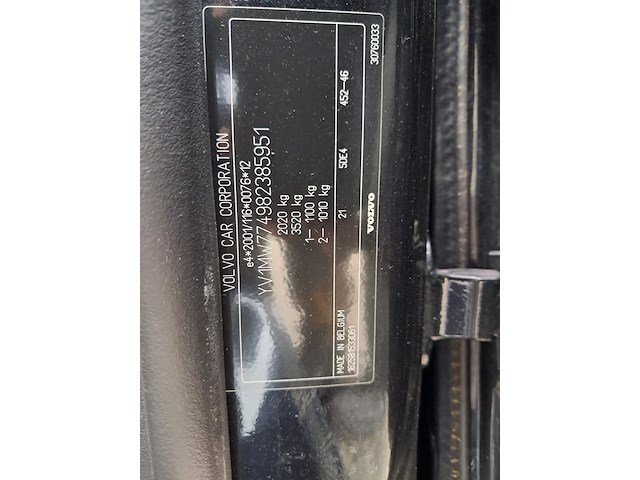 VOLVO CAR CORPORATION
e4*2001/116*0076*12
YV1MW774982385951
2020 kg
3520 kg
1– 1100 kg
2– 1010 kg
21 5DE4 452-46
MADE IN BELGIUM VOLVO 30760033